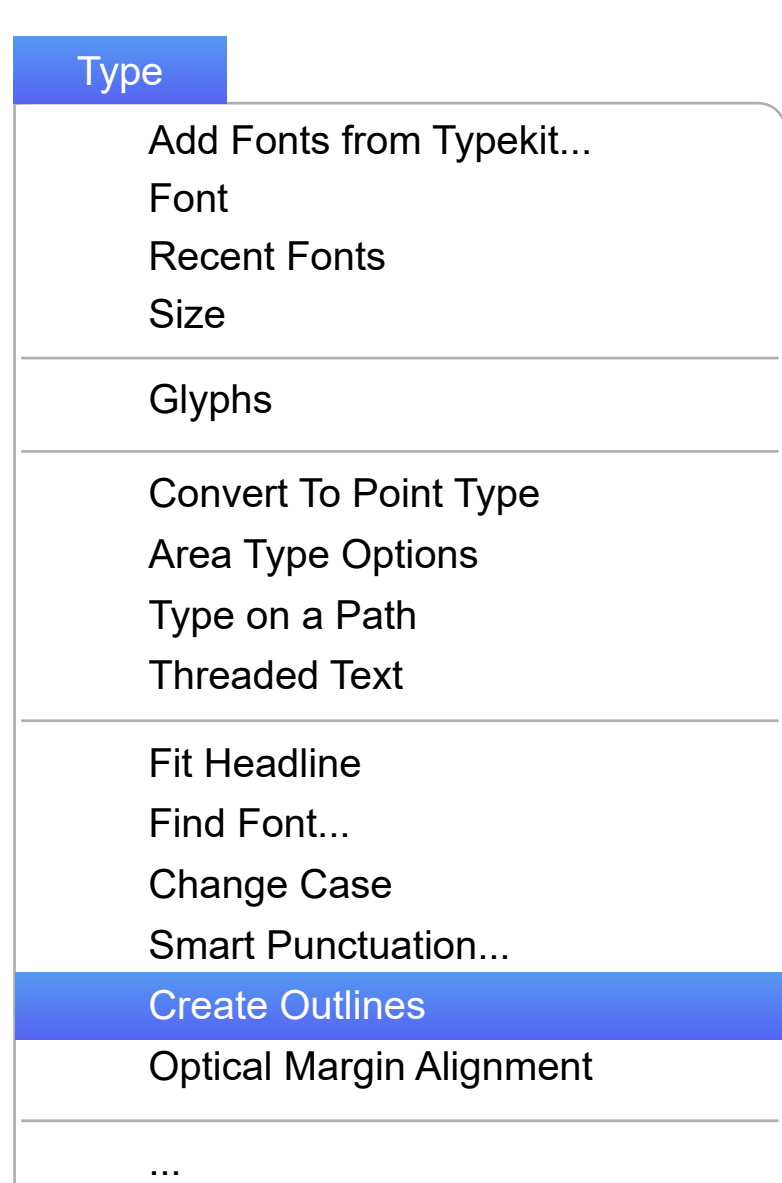 Type
Add Fonts from Typekit...
Font
Recent Fonts
Size
Glyphs
Convert To Point Type
Area Type Options
Type on a Path
Threaded Text
Fit Headline
Find Font...
Change Case
Smart Punctuation...
Create Outlines
Optical Margin Alignment
...